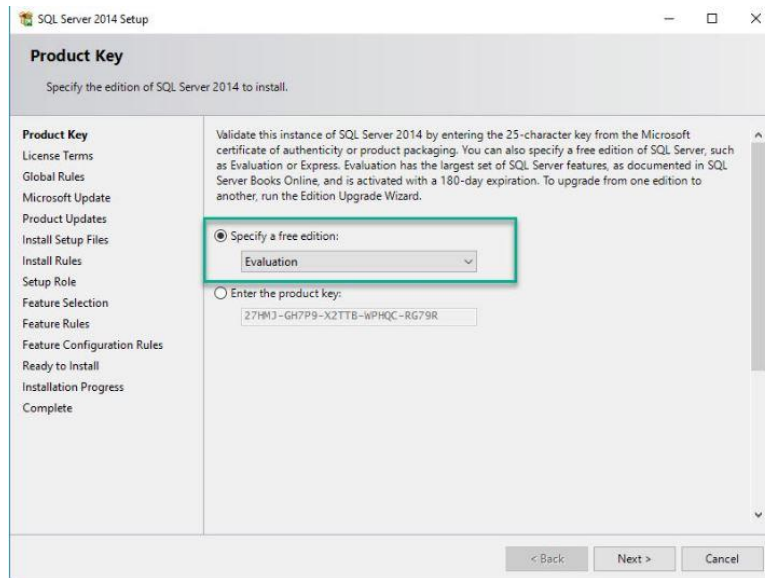 SQL Server 2014 Setup
Product Key
Specify the edition of SQL Server 2014 to install.
Product Key
License Terms
Global Rules
Microsoft Update
Product Updates
Install Setup Files
Install Rules
Setup Role
Feature Selection
Feature Rules
Feature Configuration Rules
Ready to Install
Installation Progress
Complete
Validate this instance of SQL Server 2014 by entering the 25-character key from the Microsoft
certificate of authenticity or product packaging. You can also specify a free edition of SQL Server, such
as Evaluation or Express. Evaluation has the largest set of SQL Server features, as documented in SQL
Server Books Online, and is activated with a 180-day expiration. To upgrade from one edition to
another, run the Edition Upgrade Wizard.
Specify a free edition:
Evaluation
Enter the product key:
27HMJ-GH7P9-X2TTB-WPHQC-RG79R
< Back
Next >
Cancel